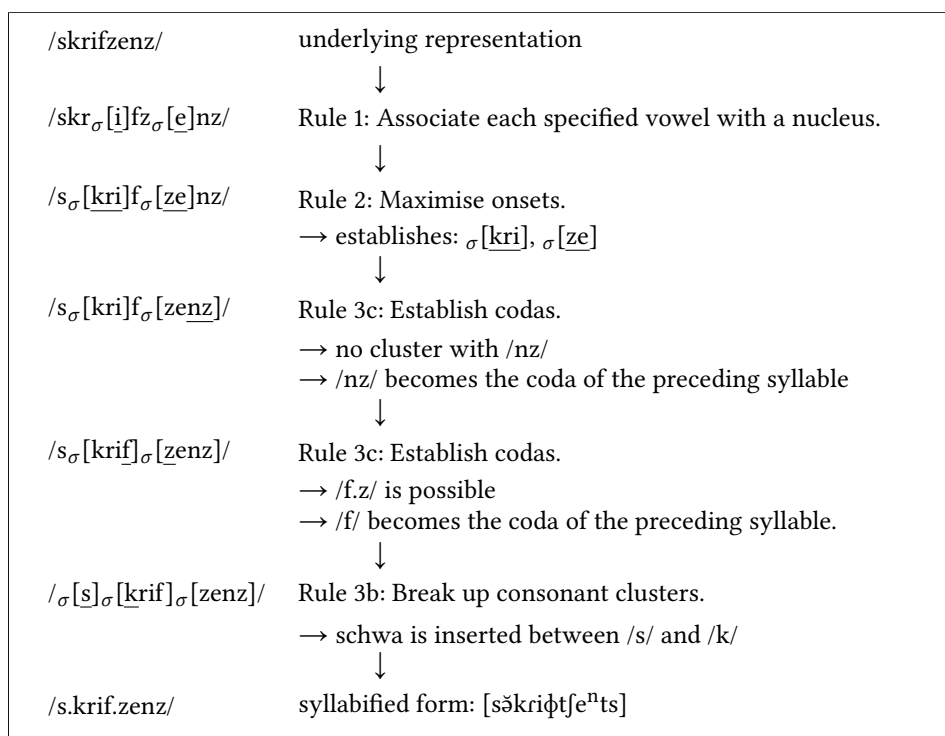 /skrifzenz/ underlying representation
↓
/skrσ[i]fzσ[e]nz/ Rule 1: Associate each specified vowel with a nucleus.
↓
/sσ[kri]fσ[ze]nz/ Rule 2: Maximise onsets.
→ establishes: σ[kri], σ[ze]
↓
/sσ[kri]fσ[zenz]/ Rule 3c: Establish codas.
→ no cluster with /nz/
→ /nz/ becomes the coda of the preceding syllable
↓
/sσ[krif]σ[zenz]/ Rule 3c: Establish codas.
→ /f.z/ is possible
→ /f/ becomes the coda of the preceding syllable.
↓
/σ[s]σ[krif]σ[zenz]/ Rule 3b: Break up consonant clusters.
→ schwa is inserted between /s/ and /k/
↓
/s.krif.zenz/ syllabified form: [sə̆kɾiɸtʃeⁿts]